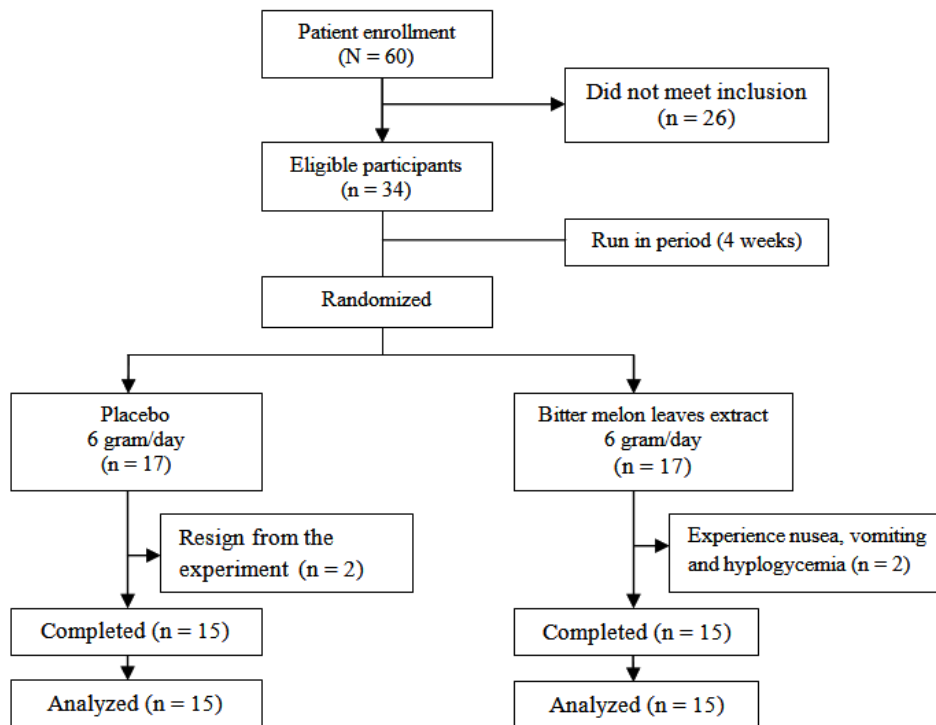 Patient enrollment
(N = 60)
Did not meet inclusion
(n = 26)
Eligible participants
(n = 34)
Run in period (4 weeks)
Randomized
Placebo
6 gram/day
(n = 17)
Bitter melon leaves extract
6 gram/day
(n = 17)
Resign from the
experiment (n = 2)
Experience nusea, vomiting
and hyplogycemia (n = 2)
Completed (n = 15)
Completed (n = 15)
Analyzed (n = 15)
Analyzed (n = 15)